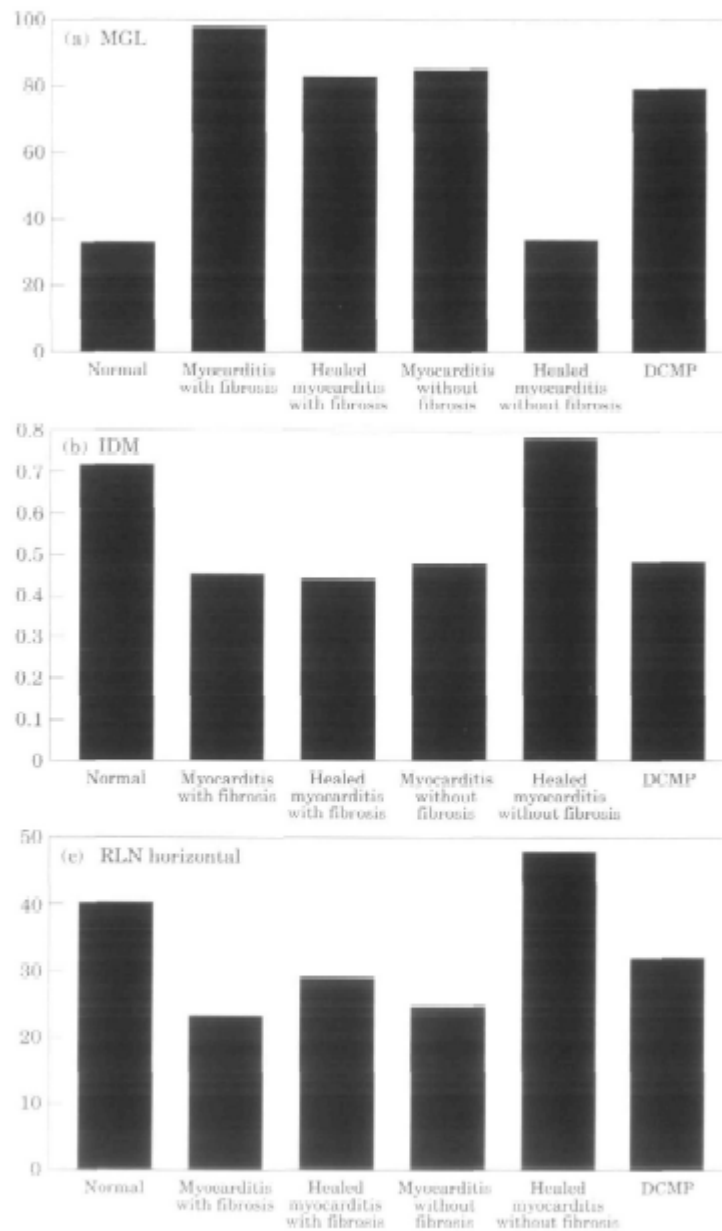 (a) MGL
100
80
60
40
20
0
Normal
Myocarditis
with fibrosis
Healed
myocarditis
with fibrosis
Myocarditis
without
fibrosis
Healed
myocarditis
without fibrosis
DCMP
(b) IDM
0.8
0.7
0.6
0.5
0.4
0.3
0.2
0.1
0
Normal
Myocarditis
with fibrosis
Healed
myocarditis
with fibrosis
Myocarditis
without
fibrosis
Healed
myocarditis
without fibrosis
DCMP
(c) RLN horizontal
50
40
30
20
10
0
Normal
Myocarditis
with fibrosis
Healed
myocarditis
with fibrosis
Myocarditis
without
fibrosis
Healed
myocarditis
without fibrosis
DCMP